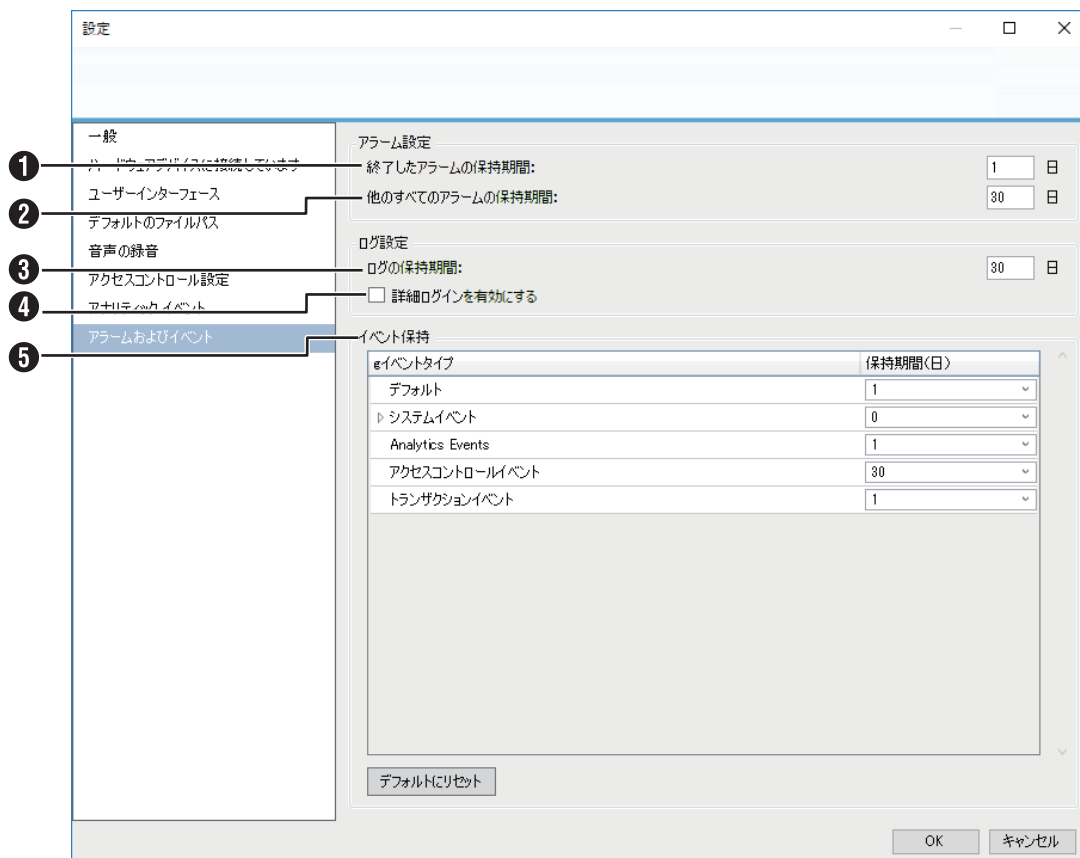 設定
一般
ハードウェアデバイスに接続しています
ユーザーインターフェース
デフォルトのファイルパス
音声の録音
アクセスコントロール設定
アナリティック イベント
アラームおよびイベント
❶
❷
❸
❹
❺
アラーム設定
終了したアラームの保持期間:
1 日
他のすべてのアラームの保持期間:
30 日
ログ設定
ログの保持期間:
30 日
詳細ログインを有効にする
イベント保持
gイベントタイプ 保持期間(日)
デフォルト 1
システムイベント 0
Analytics Events 1
アクセスコントロールイベント 30
トランザクションイベント 1
デフォルトにリセット
OK キャンセル